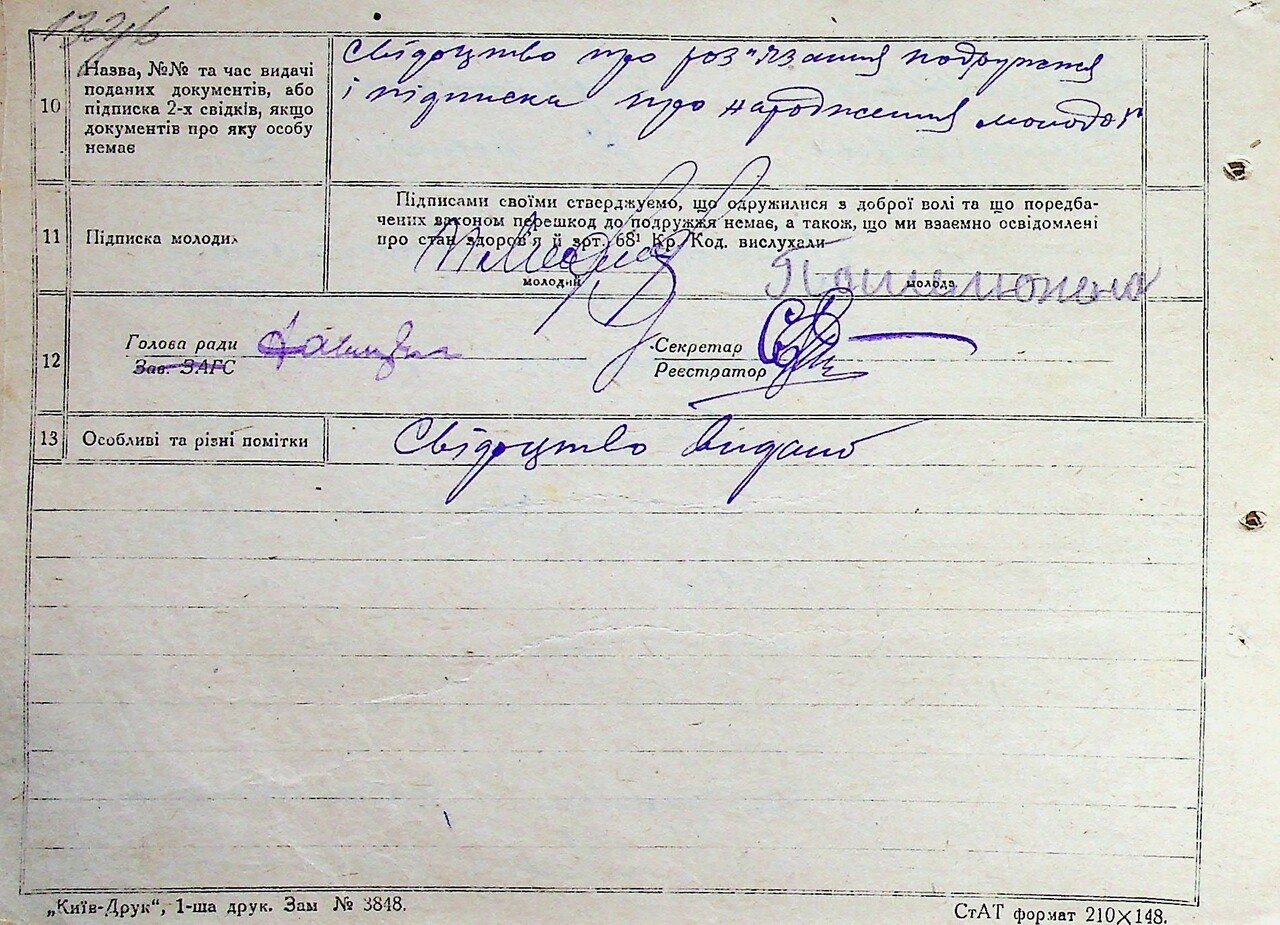 10
Назва, №№ та час видачі
поданих документів, або
підписка 2-х свідків, якщо
документів про яку особу
немає
Свідоцтво про роз"язання подружжя
і підписка про народження молодої
11
Підписка молодих
Підписами своїми стверджуємо, що одружилися з доброї волі та що поредба-
чених законом перешкод до подружжя немає, а також, що ми взаємно освідомлені
про стан здоров'я й арт. 68¹ Кр. Код. вислухали
молодий
молода
12
Голова ради
Зав. ЗАГС
Секретар
Реєстратор
13
Особливі та різні помітки
Свідоцтво видано
„Київ-Друк“, 1-ша друк. Зам № 3848.
СтАТ формат 210×148.